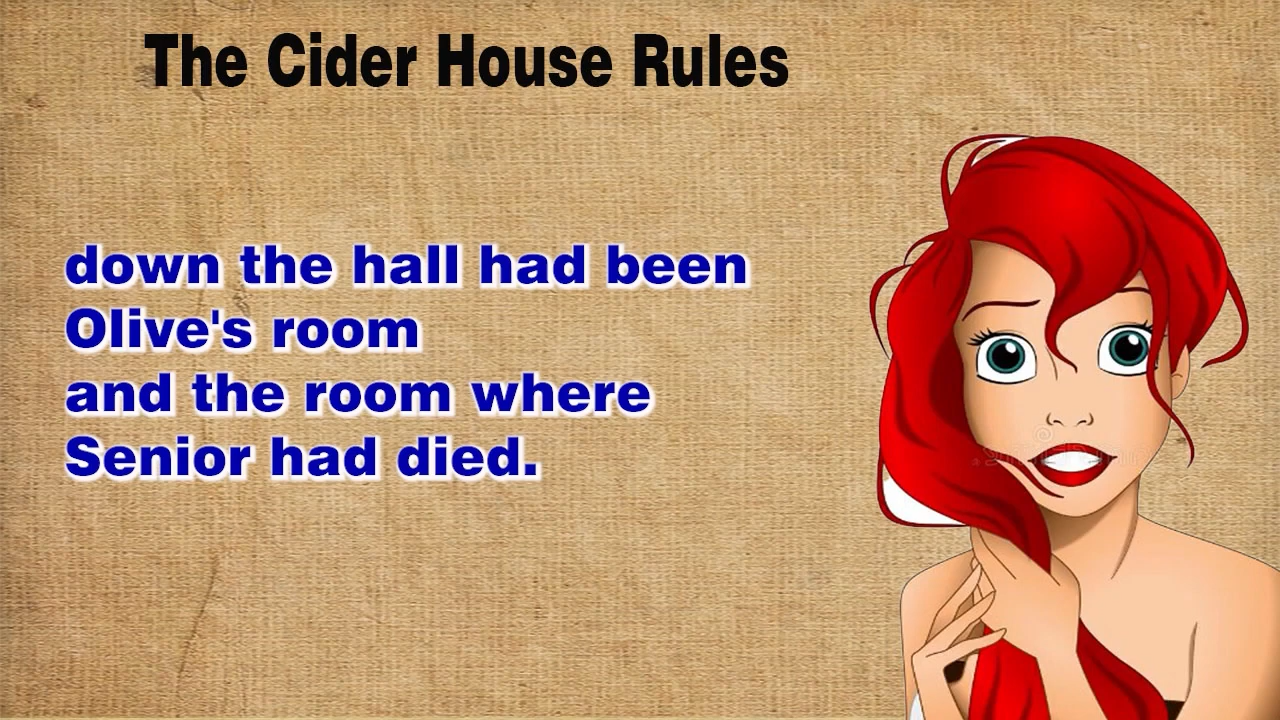 The Cider House Rules
down the hall had been
Olive's room
and the room where
Senior had died.